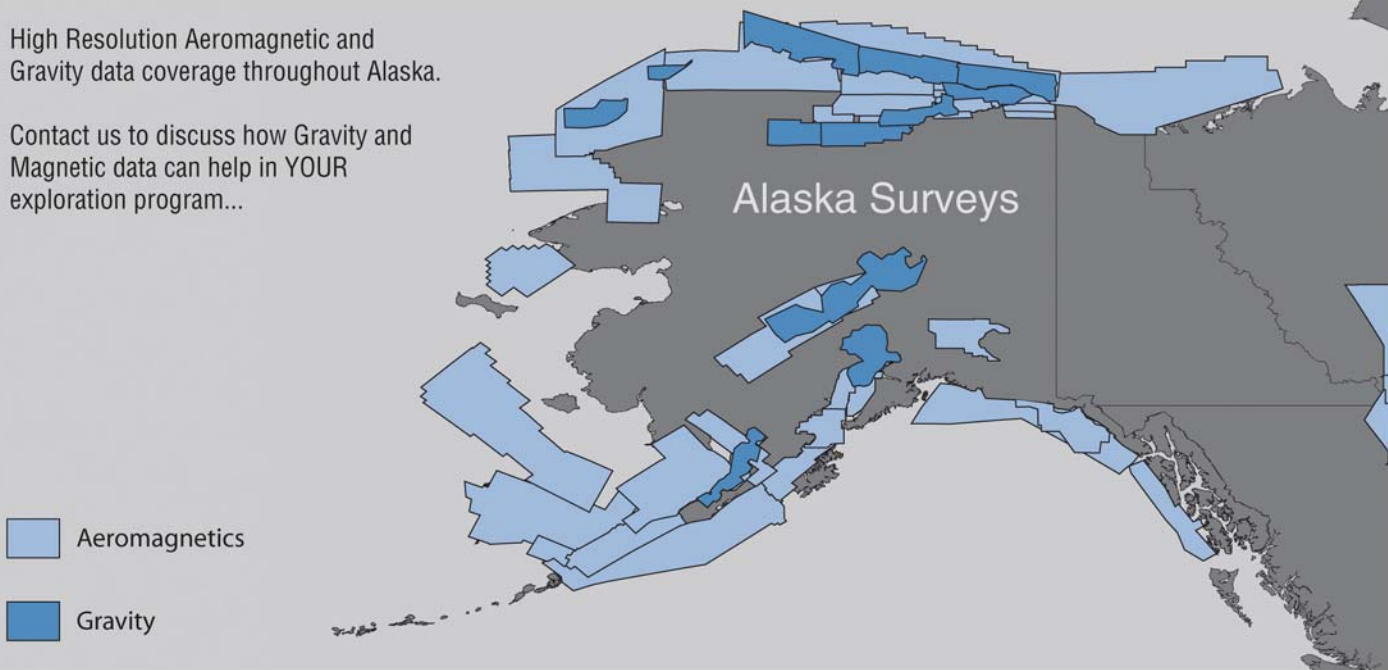 High Resolution Aeromagnetic and
Gravity data coverage throughout Alaska.
Contact us to discuss how Gravity and
Magnetic data can help in YOUR
exploration program...
Alaska Surveys
Aeromagnetics
Gravity